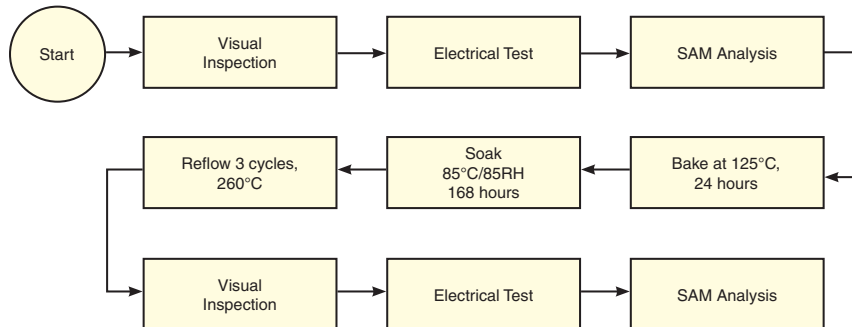 Start
Visual
Inspection
Electrical Test
SAM Analysis
Bake at 125°C,
24 hours
Soak
85°C/85RH
168 hours
Reflow 3 cycles,
260°C
Visual
Inspection
Electrical Test
SAM Analysis